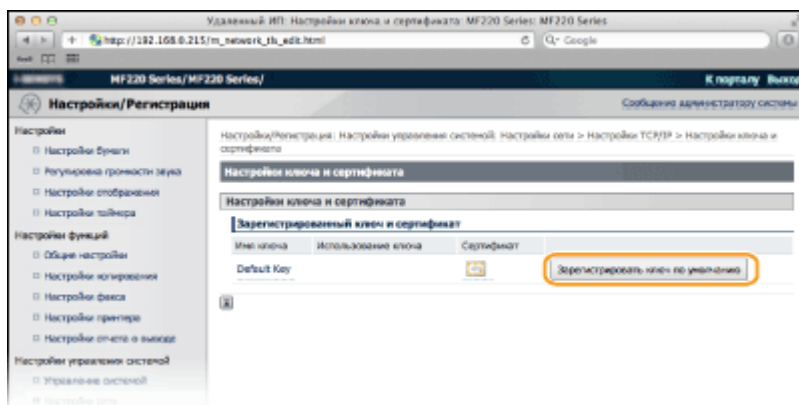 Удаленный ИП: Настройки ключа и сертификата: MF220 Series: MF220 Series
http://192.168.0.215/m_network_tls_edit.html
Google
MF220 Series/MF220 Series/
К порталу Выход
Настройки/Регистрация
Сообщение администратору системы
Настройки/Регистрация: Настройки управления системой: Настройки сети > Настройки TCP/IP > Настройки ключа и
сертификата
Настройки
Настройки бумаги
Регулировка громкости звука
Настройки отображения
Настройки таймера
Настройки функций
Общие настройки
Настройки копирования
Настройки факса
Настройки принтера
Настройки отчета о выводе
Настройки управления системой
Управление системой
Настройки сети
Настройки ключа и сертификата
Настройки ключа и сертификата
Зарегистрированный ключ и сертификат
Имя ключа Использование ключа Сертификат
Default Key
Зарегистрировать ключ по умолчанию